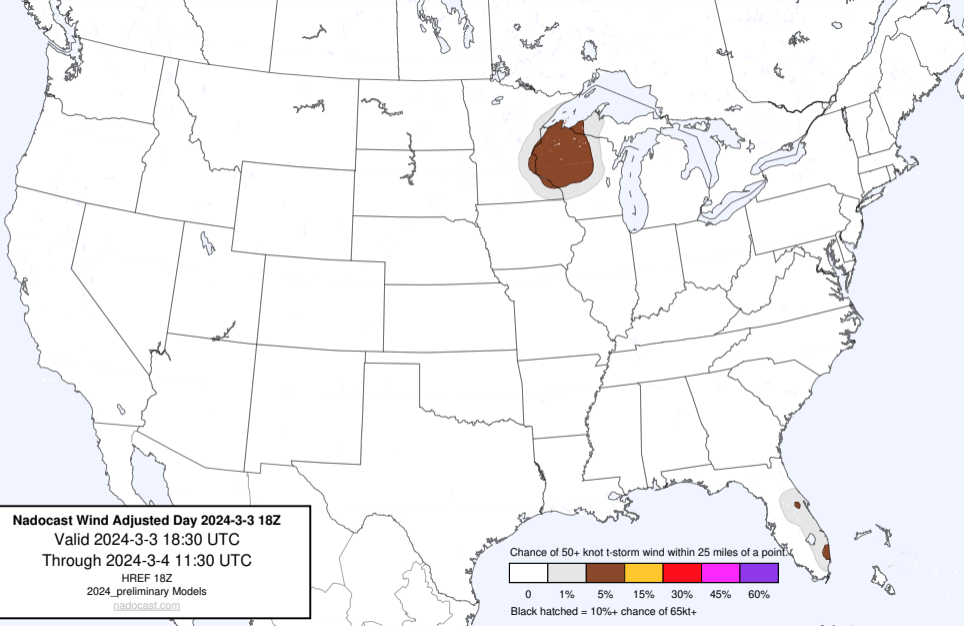 Nadocast Wind Adjusted Day 2024-3-3 18Z
Valid 2024-3-3 18:30 UTC
Through 2024-3-4 11:30 UTC
HREF 18Z
2024_preliminary Models
nadocast.com
Chance of 50+ knot t-storm wind within 25 miles of a point.
0 1% 5% 15% 30% 45% 60%
Black hatched = 10%+ chance of 65kt+